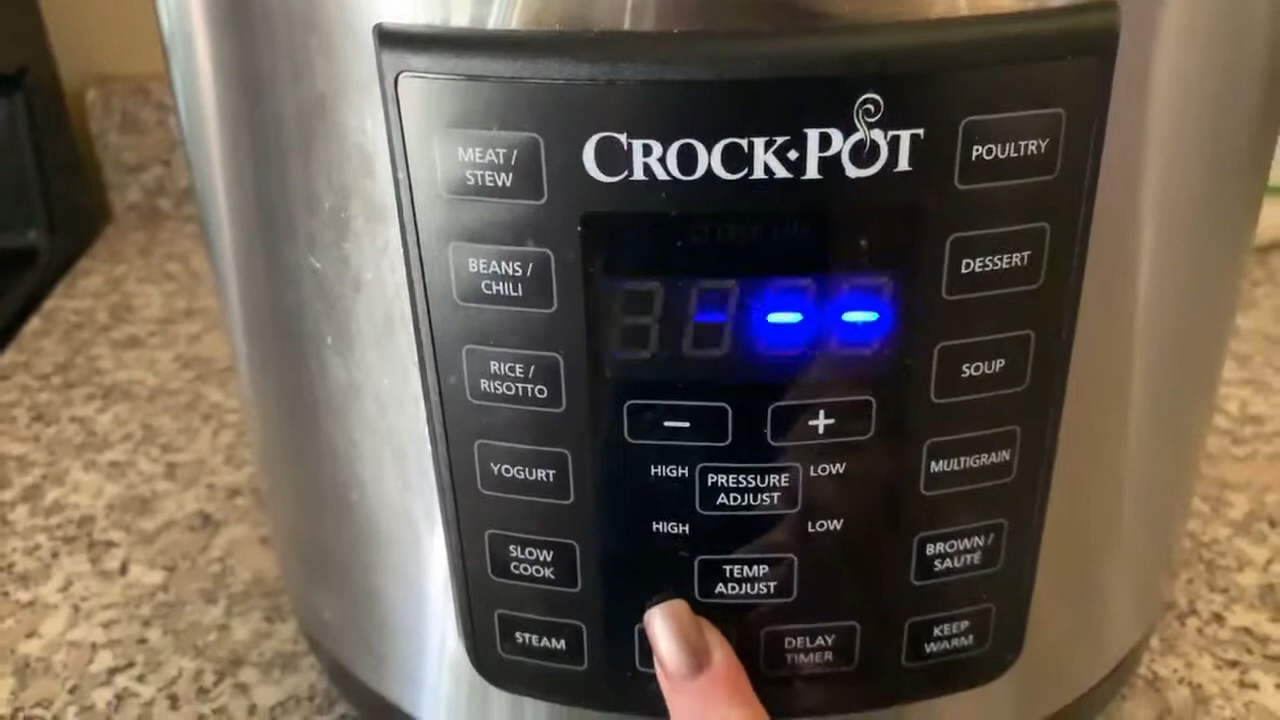 CROCK·POT
MEAT /
STEW
POULTRY
BEANS /
CHILI
DESSERT
RICE /
RISOTTO
SOUP
−
+
YOGURT
HIGH
PRESSURE
ADJUST
LOW
MULTIGRAIN
SLOW
COOK
HIGH
LOW
TEMP
ADJUST
BROWN /
SAUTÉ
STEAM
DELAY
TIMER
KEEP
WARM